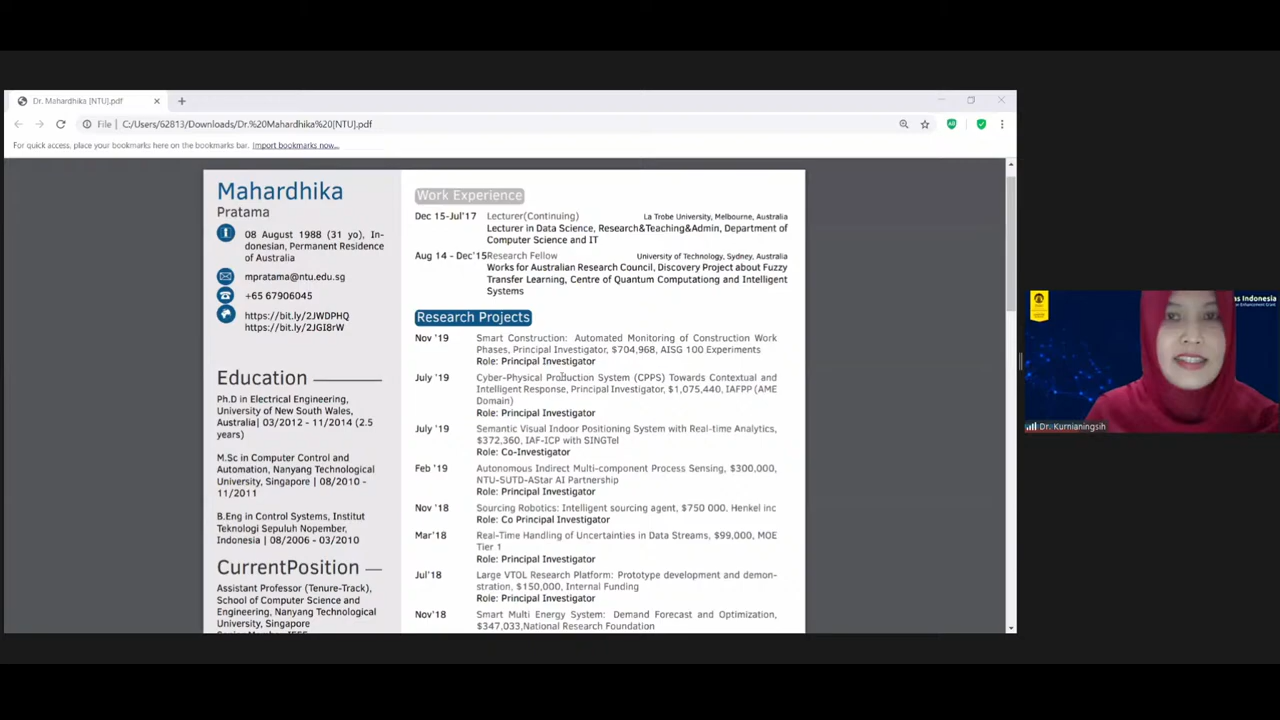 Dr. Mahardhika [NTU].pdf
File
C:/Users/62813/Downloads/Dr.%20Mahardhika%20[NTU].pdf
For quick access, place your bookmarks here on the bookmarks bar. Import bookmarks now...
Mahardhika
Pratama
08 August 1988 (31 yo), In-
donesian, Permanent Residence
of Australia
mpratama@ntu.edu.sg
+65 67906045
https://bit.ly/2JWDPHQ
https://bit.ly/2JGI8rW
Education
Ph.D in Electrical Engineering,
University of New South Wales,
Australia| 03/2012 - 11/2014 (2.5
years)
M.Sc in Computer Control and
Automation, Nanyang Technological
University, Singapore | 08/2010 -
11/2011
B.Eng in Control Systems, Institut
Teknologi Sepuluh Nopember,
Indonesia | 08/2006 - 03/2010
CurrentPosition
Assistant Professor (Tenure-Track),
School of Computer Science and
Engineering, Nanyang Technological
University, Singapore
Work Experience
Dec 15-Jul'17 Lecturer(Continuing) La Trobe University, Melbourne, Australia
Lecturer in Data Science, Research&Teaching&Admin, Department of
Computer Science and IT
Aug 14 - Dec'15 Research Fellow University of Technology, Sydney, Australia
Works for Australian Research Council, Discovery Project about Fuzzy
Transfer Learning, Centre of Quantum Computationg and Intelligent
Systems
Research Projects
Nov '19 Smart Construction: Automated Monitoring of Construction Work
Phases, Principal Investigator, $704,968, AISG 100 Experiments
Role: Principal Investigator
July '19 Cyber-Physical Production System (CPPS) Towards Contextual and
Intelligent Response, Principal Investigator, $1,075,440, IAFPP (AME
Domain)
Role: Principal Investigator
July '19 Semantic Visual Indoor Positioning System with Real-time Analytics,
$372,360, IAF-ICP with SINGTel
Role: Co-Investigator
Feb '19 Autonomous Indirect Multi-component Process Sensing, $300,000,
NTU-SUTD-AStar AI Partnership
Role: Principal Investigator
Nov '18 Sourcing Robotics: Intelligent sourcing agent, $750 000, Henkel inc
Role: Co Principal Investigator
Mar'18 Real-Time Handling of Uncertainties in Data Streams, $99,000, MOE
Tier 1
Role: Principal Investigator
Jul'18 Large VTOL Research Platform: Prototype development and demon-
stration, $150,000, Internal Funding
Role: Principal Investigator
Nov'18 Smart Multi Energy System: Demand Forecast and Optimization,
$347,033,National Research Foundation
as Indonesia
Enhancement Grant
Dr. Kurnianingsih